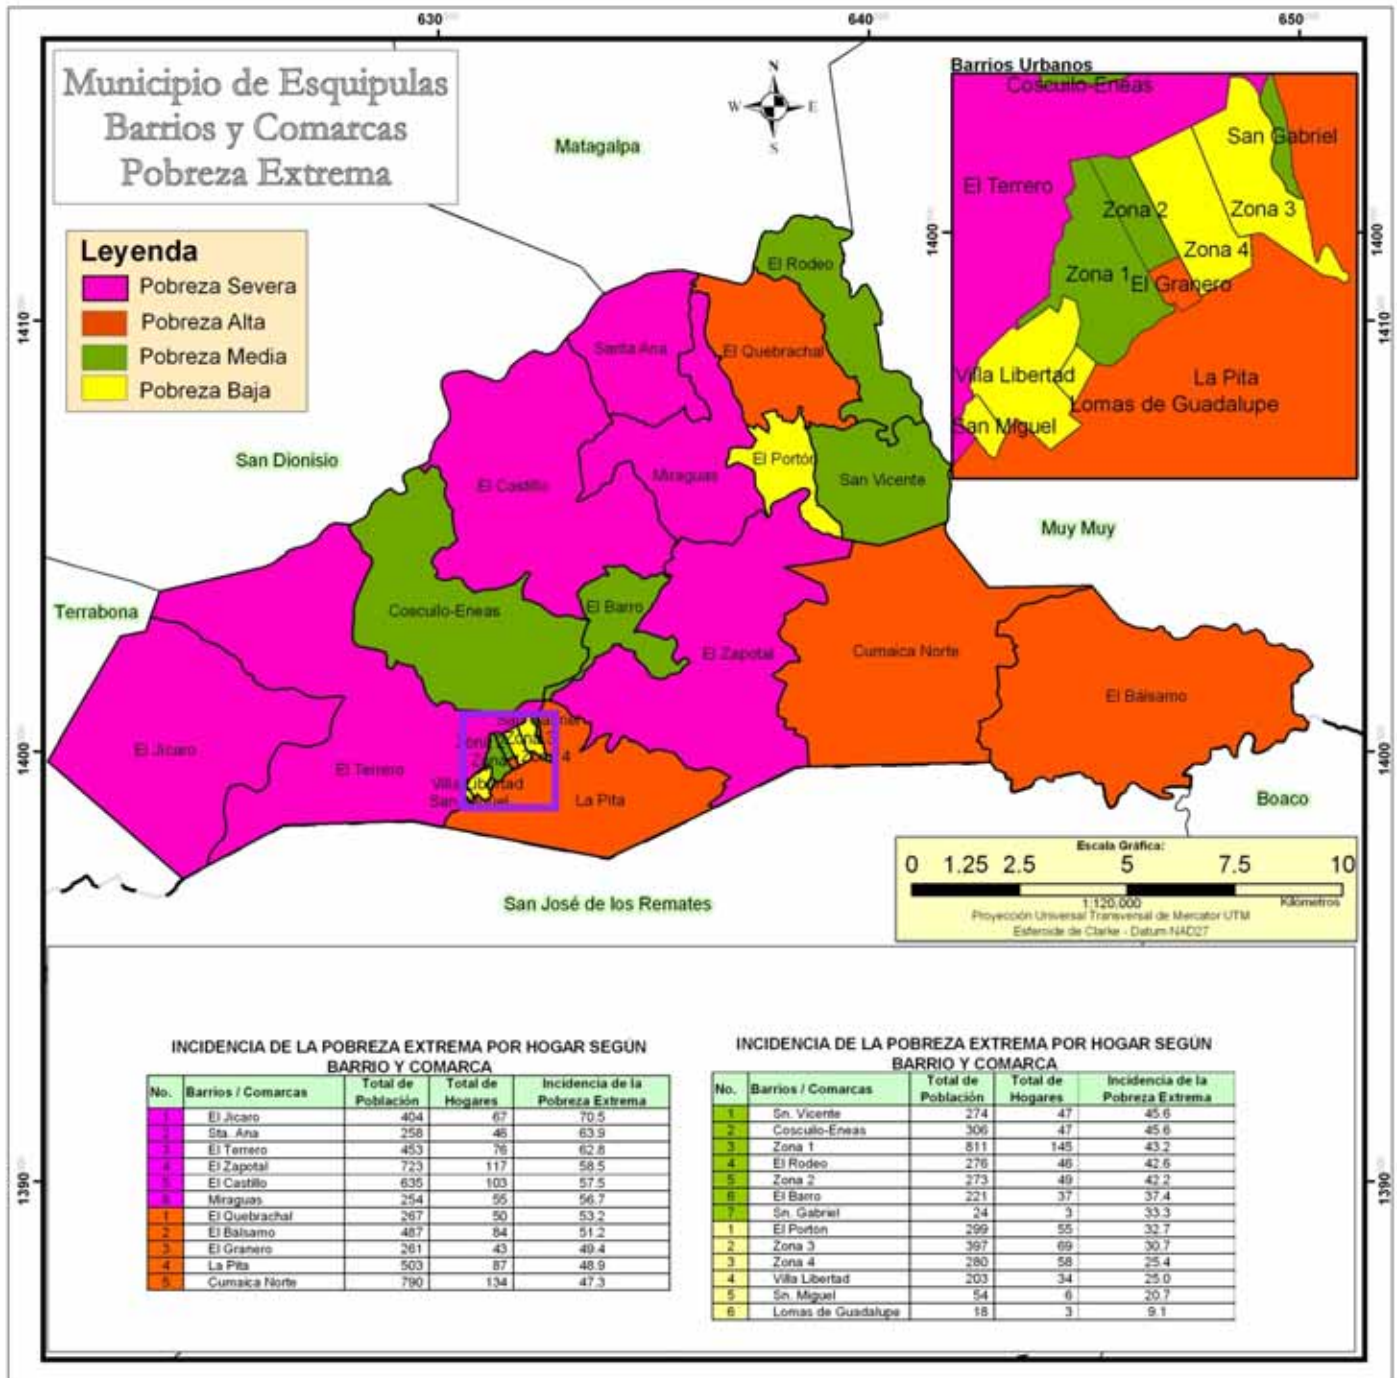 630
640
650
Municipio de Esquipulas
Barrios y Comarcas
Pobreza Extrema
N
W
E
S
Matagalpa
Leyenda
Pobreza Severa
Pobreza Alta
Pobreza Media
Pobreza Baja
Barrios Urbanos
Coscuilo-Eneas
San Gabriel
El Terrero
Zona 2
Zona 3
Zona 4
Zona 1
El Granero
Villa Libertad
La Pita
Lomas de Guadalupe
San Miguel
1400
1400
1410
1410
El Rodeo
Santa Ana
El Quebrachal
San Dionisio
El Castillo
Miraguas
El Portón
San Vicente
Muy Muy
Terrabona
Coscuilo-Eneas
El Barro
El Zapotal
Cumaica Norte
El Bálsamo
El Jícaro
El Terrero
Zona 3
Villa Libertad
La Pita
Boaco
1400
1400
San José de los Remates
Escala Gráfica:
0 1.25 2.5 5 7.5 10
1:120,000 Kilómetros
Proyección Universal Transversal de Mercator UTM
Esferoide de Clarke - Datum NAD27
1390
1390
INCIDENCIA DE LA POBREZA EXTREMA POR HOGAR SEGÚN
BARRIO Y COMARCA
No. Barrios / Comarcas Total de Población Total de Hogares Incidencia de la Pobreza Extrema
1 El Jicaro 404 67 70.5
2 Sta. Ana 258 46 63.9
3 El Terrero 453 76 62.8
4 El Zapotal 723 117 58.5
5 El Castillo 635 103 57.5
6 Miraguas 254 55 56.7
1 El Quebrachal 267 50 53.2
2 El Balsamo 487 84 51.2
3 El Granero 261 43 49.4
4 La Pita 503 87 48.9
5 Cumaica Norte 790 134 47.3
INCIDENCIA DE LA POBREZA EXTREMA POR HOGAR SEGÚN
BARRIO Y COMARCA
No. Barrios / Comarcas Total de Población Total de Hogares Incidencia de la Pobreza Extrema
1 Sn. Vicente 274 47 45.6
2 Coscuilo-Eneas 306 47 45.6
3 Zona 1 811 145 43.2
4 El Rodeo 276 46 42.6
5 Zona 2 273 49 42.2
6 El Barro 221 37 37.4
7 Sn. Gabriel 24 3 33.3
1 El Porton 299 55 32.7
2 Zona 3 397 69 30.7
3 Zona 4 280 58 25.4
4 Villa Libertad 203 34 25.0
5 Sn. Miguel 54 6 20.7
6 Lomas de Guadalupe 18 3 9.1